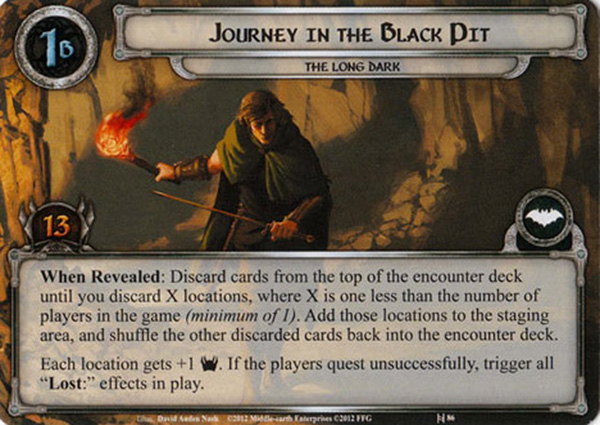 1B
JOURNEY IN THE BLACK PIT
THE LONG DARK
13
When Revealed: Discard cards from the top of the encounter deck
until you discard X locations, where X is one less than the number of
players in the game (minimum of 1). Add those locations to the staging
area, and shuffle the other discarded cards back into the encounter deck.
Each location gets +1 . If the players quest unsuccessfully, trigger all
“Lost:” effects in play.
Illus. David Auden Nash ©2012 Middle-earth Enterprises ©2012 FFG 86